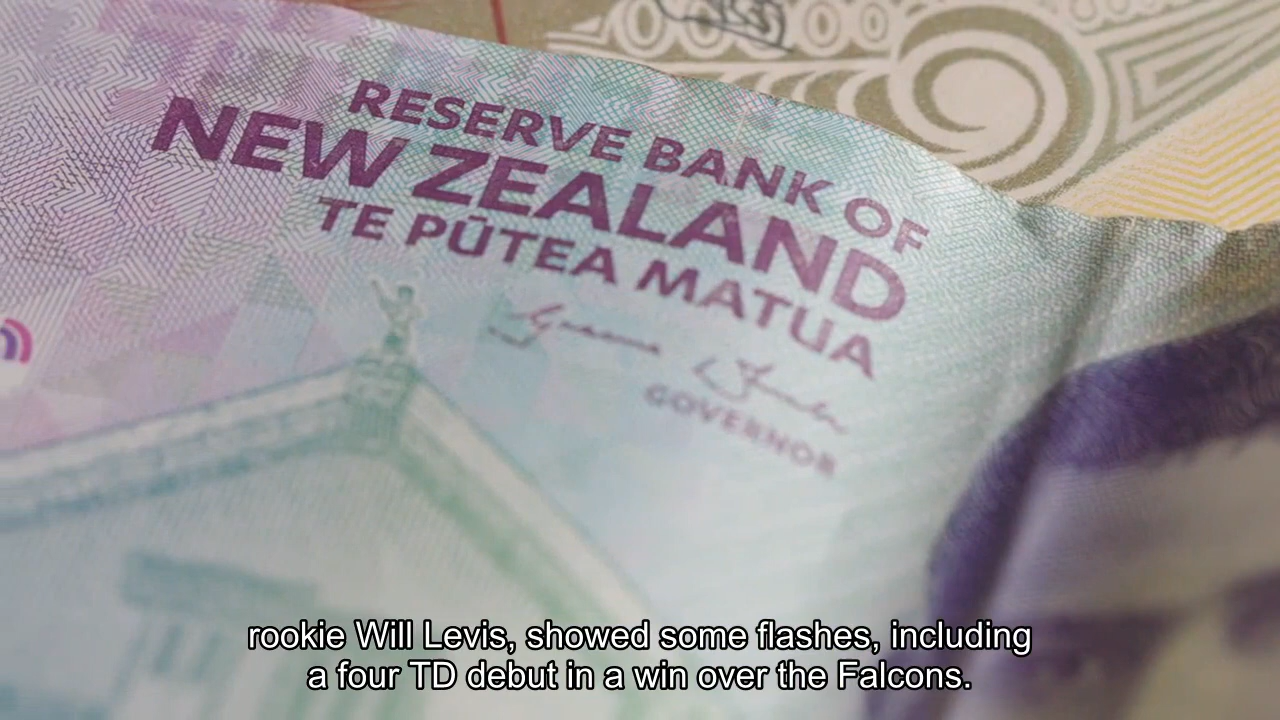 RESERVE BANK OF
NEW ZEALAND
TE PŪTEA MATUA
GOVERNOR
rookie Will Levis, showed some flashes, including
a four TD debut in a win over the Falcons.